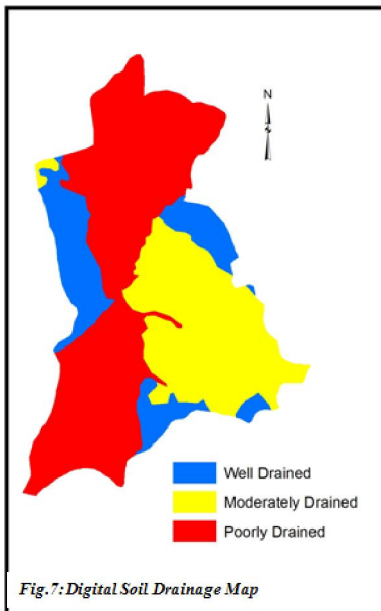 N
Well Drained
Moderately Drained
Poorly Drained
Fig.7: Digital Soil Drainage Map